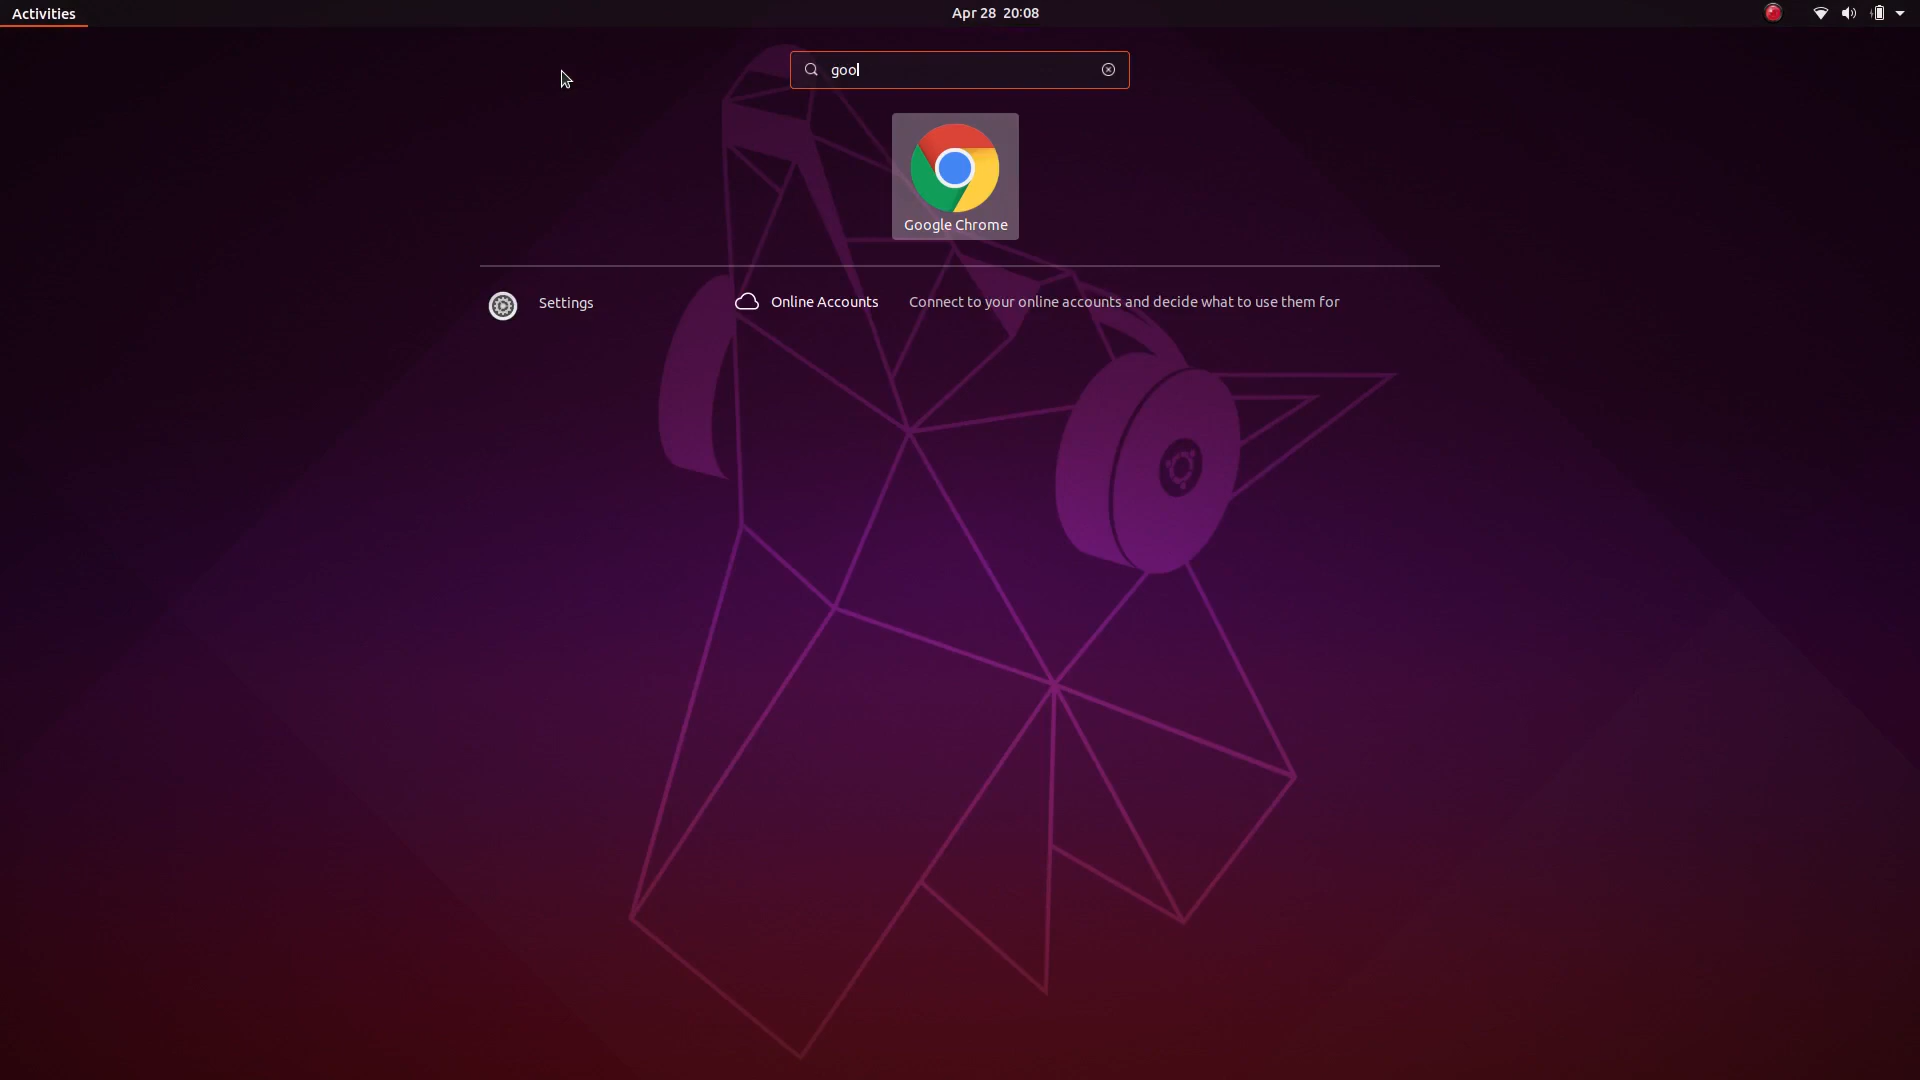 Activities
Apr 28 20:08
goo
Google Chrome
Settings
Online Accounts Connect to your online accounts and decide what to use them for